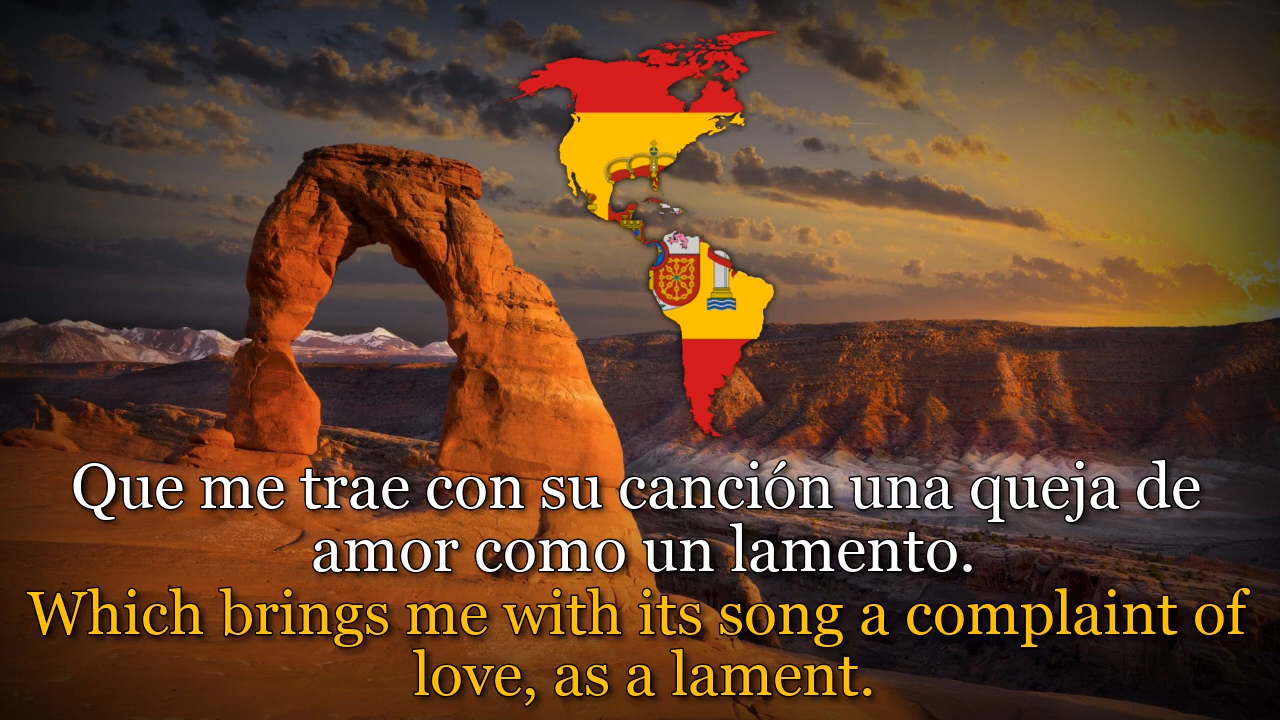 Que me trae con su canción una queja de
amor como un lamento.
Which brings me with its song a complaint of
love, as a lament.